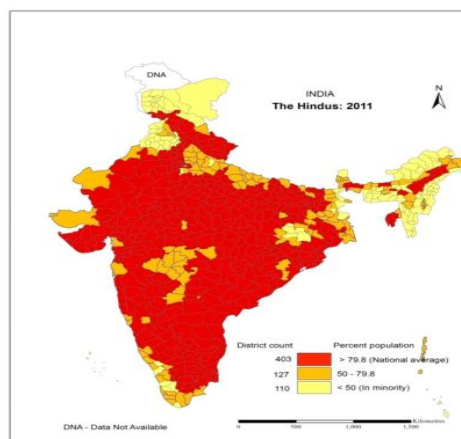 DNA
N
INDIA
The Hindus: 2011
District count Percent population
403 > 79.8 (National average)
127 50 - 79.8
110 < 50 (In minority)
DNA - Data Not Available
0 500 1,000 1,500
Kilometres